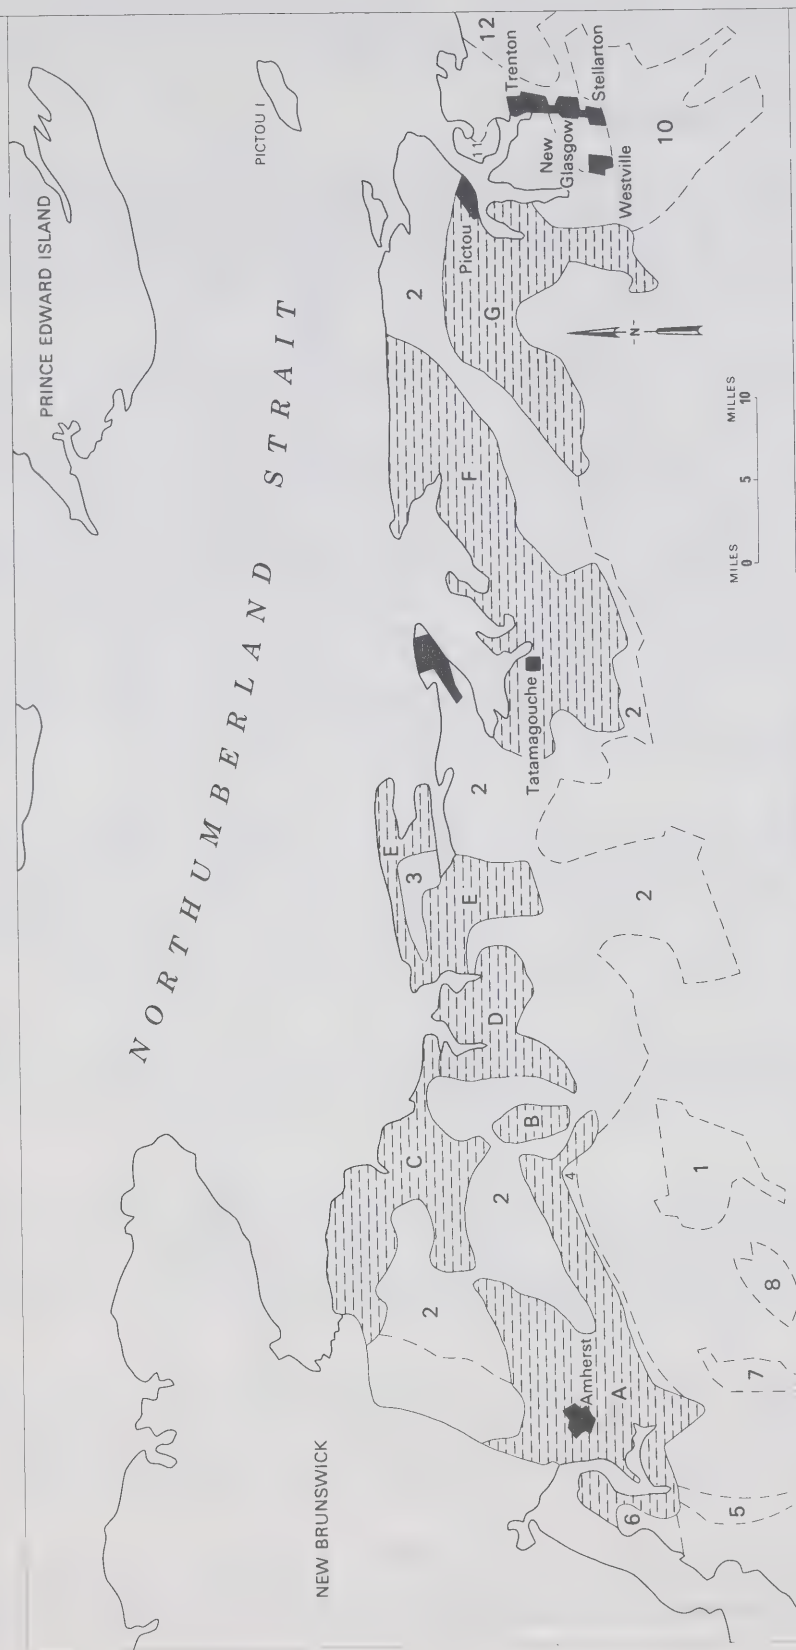 PRINCE EDWARD ISLAND
PICTOU I
NEW BRUNSWICK
NORTHUMBERLAND STRAIT
12
Trenton
11
New
Glasgow
Stellarton
Westville
10
Pictou
2
G
F
N
MILES
MILLES
0
5
10
Tatamagouche
2
2
E
3
E
2
D
C
B
2
4
1
2
A
Amherst
8
7
6
5